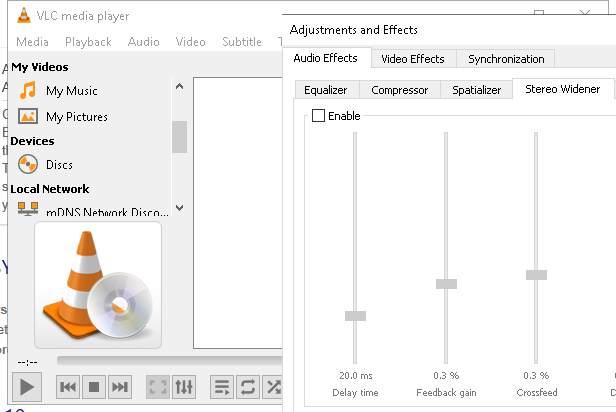 VLC media player
Media Playback Audio Video Subtitle
My Videos
My Music
My Pictures
Devices
Discs
Local Network
mDNS Network Disco...
--:--
Adjustments and Effects
Audio Effects Video Effects Synchronization
Equalizer Compressor Spatializer Stereo Widener
Enable
20.0 ms 0.3 % 0.3 %
Delay time Feedback gain Crossfeed